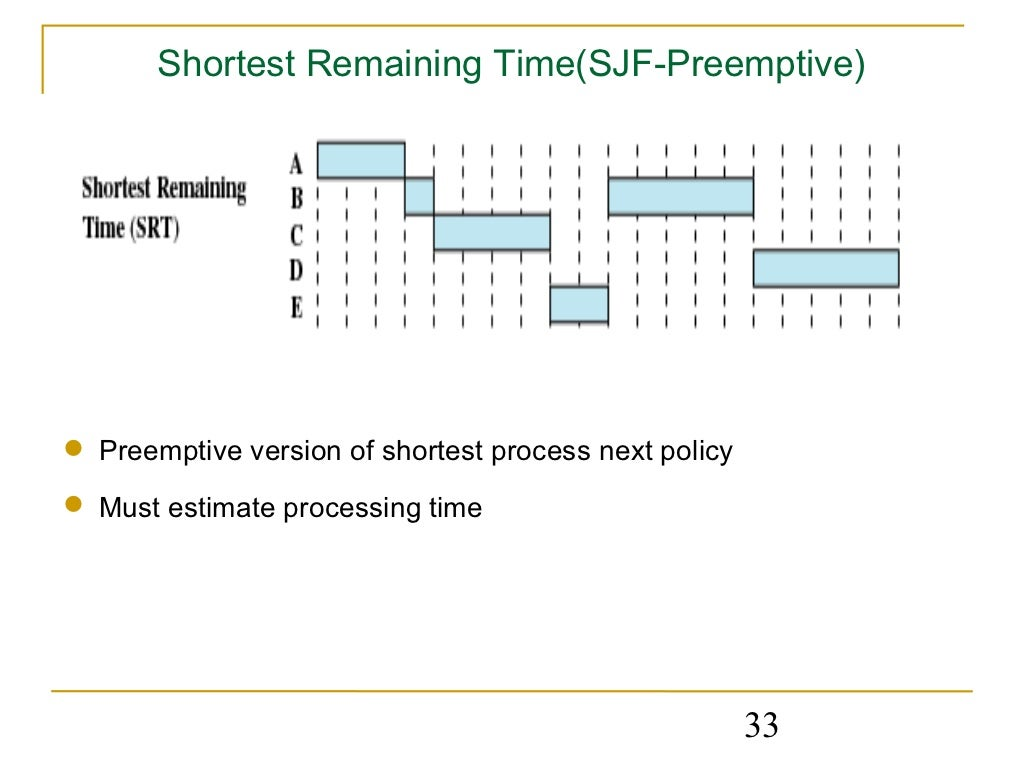 Shortest Remaining Time(SJF-Preemptive)
Shortest Remaining
Time (SRT)
A
B
C
D
E
Preemptive version of shortest process next policy
Must estimate processing time
33